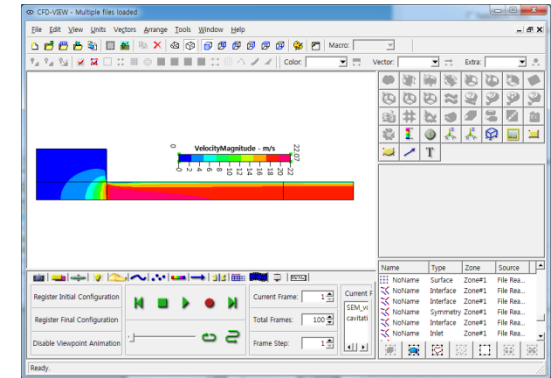 CFD-VIEW - Multiple files loaded
File Edit View Units Vectors Arrange Tools Window Help
Macro:
Color: Vector: Extra:
VelocityMagnitude - m/s
0 22.07
0 2 4 6 8 10 12 14 16 18 20 22
Name Type Zone Source
NoName Surface Zone#1 File Rea...
NoName Interface Zone#1 File Rea...
NoName Interface Zone#1 File Rea...
NoName Symmetry Zone#1 File Rea...
NoName Interface Zone#1 File Rea...
NoName Inlet Zone#1 File Rea...
Register Initial Configuration
Register Final Configuration
Disable Viewpoint Animation
Current Frame: 1
Total Frames: 100
Frame Step: 1
Current F
SEM_vc
cavitati
Ready.